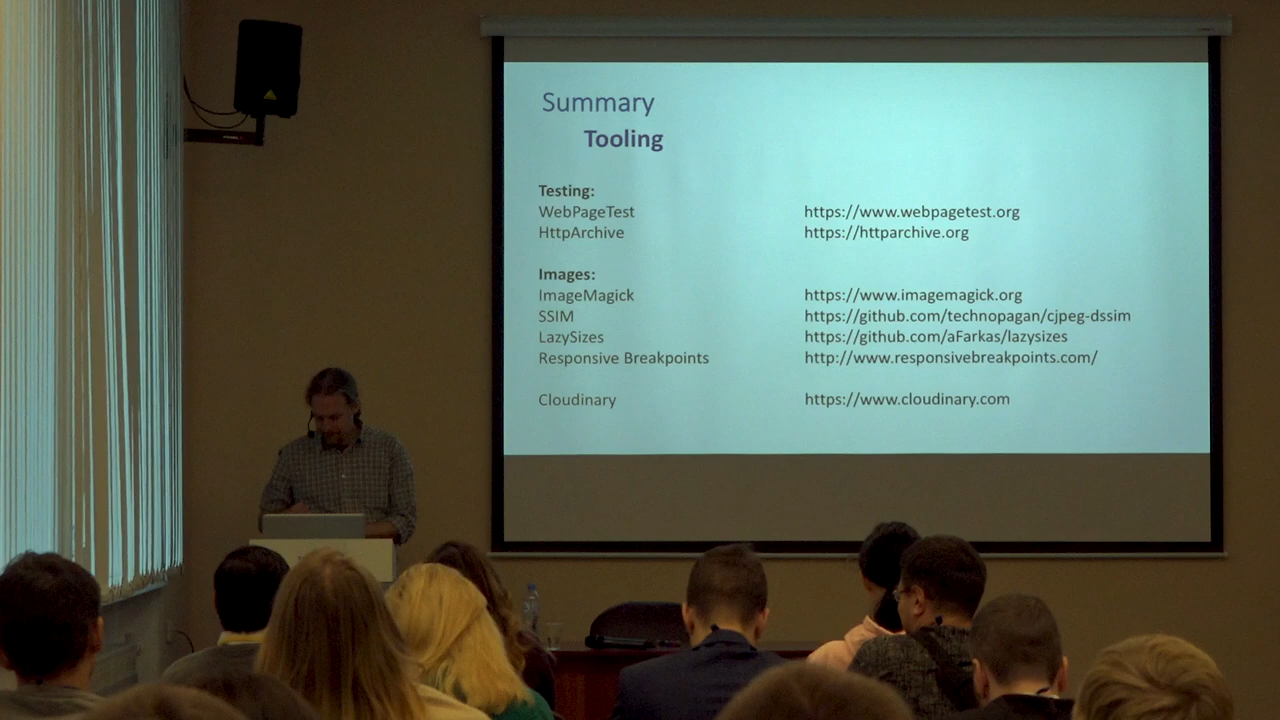 Summary
Tooling
Testing:
WebPageTest https://www.webpagetest.org
HttpArchive https://httparchive.org
Images:
ImageMagick https://www.imagemagick.org
SSIM https://github.com/technopagan/cjpeg-dssim
LazySizes https://github.com/aFarkas/lazysizes
Responsive Breakpoints http://www.responsivebreakpoints.com/
Cloudinary https://www.cloudinary.com